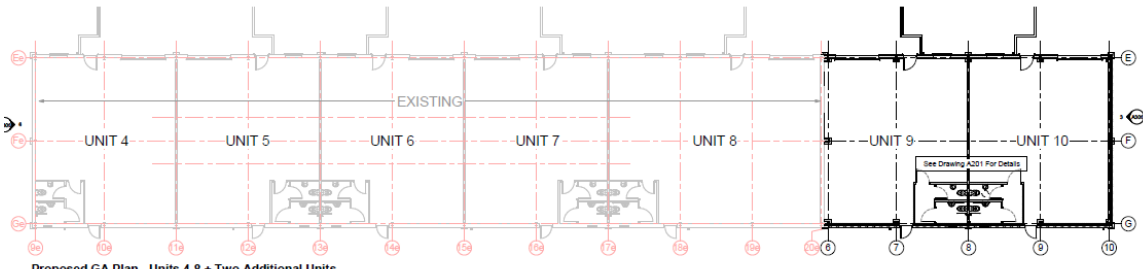 Ee
E
EXISTING
4
3
UNIT 4
UNIT 5
UNIT 6
UNIT 7
UNIT 8
UNIT 9
UNIT 10
Fe
F
See Drawing A201 For Details
Ge
G
9e
10e
11e
12e
13e
14e
15e
17e
18e
19e
20e
6
7
8
9
10
Proposed GA Plan - Units 4-8 + Two Additional Units